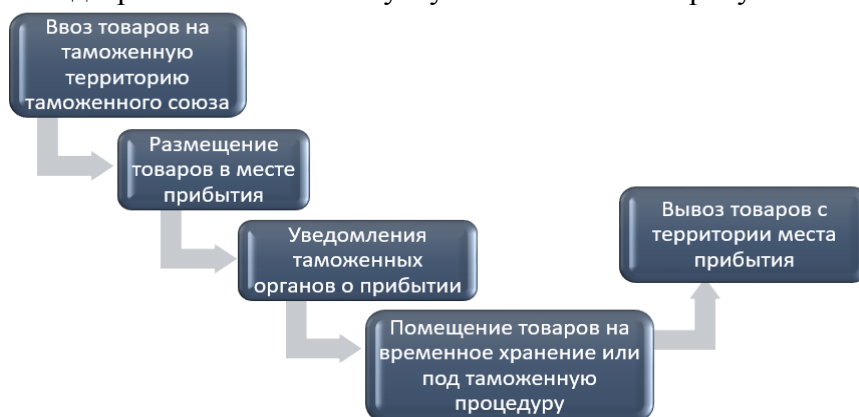 Ввоз товаров на
таможенную
территорию
таможенного союза
Размещение
товаров в месте
прибытия
Уведомления
таможенных
органов о прибытии
Помещение товаров на
временное хранение или
под таможенную
процедуру
Вывоз товаров с
территории места
прибытия